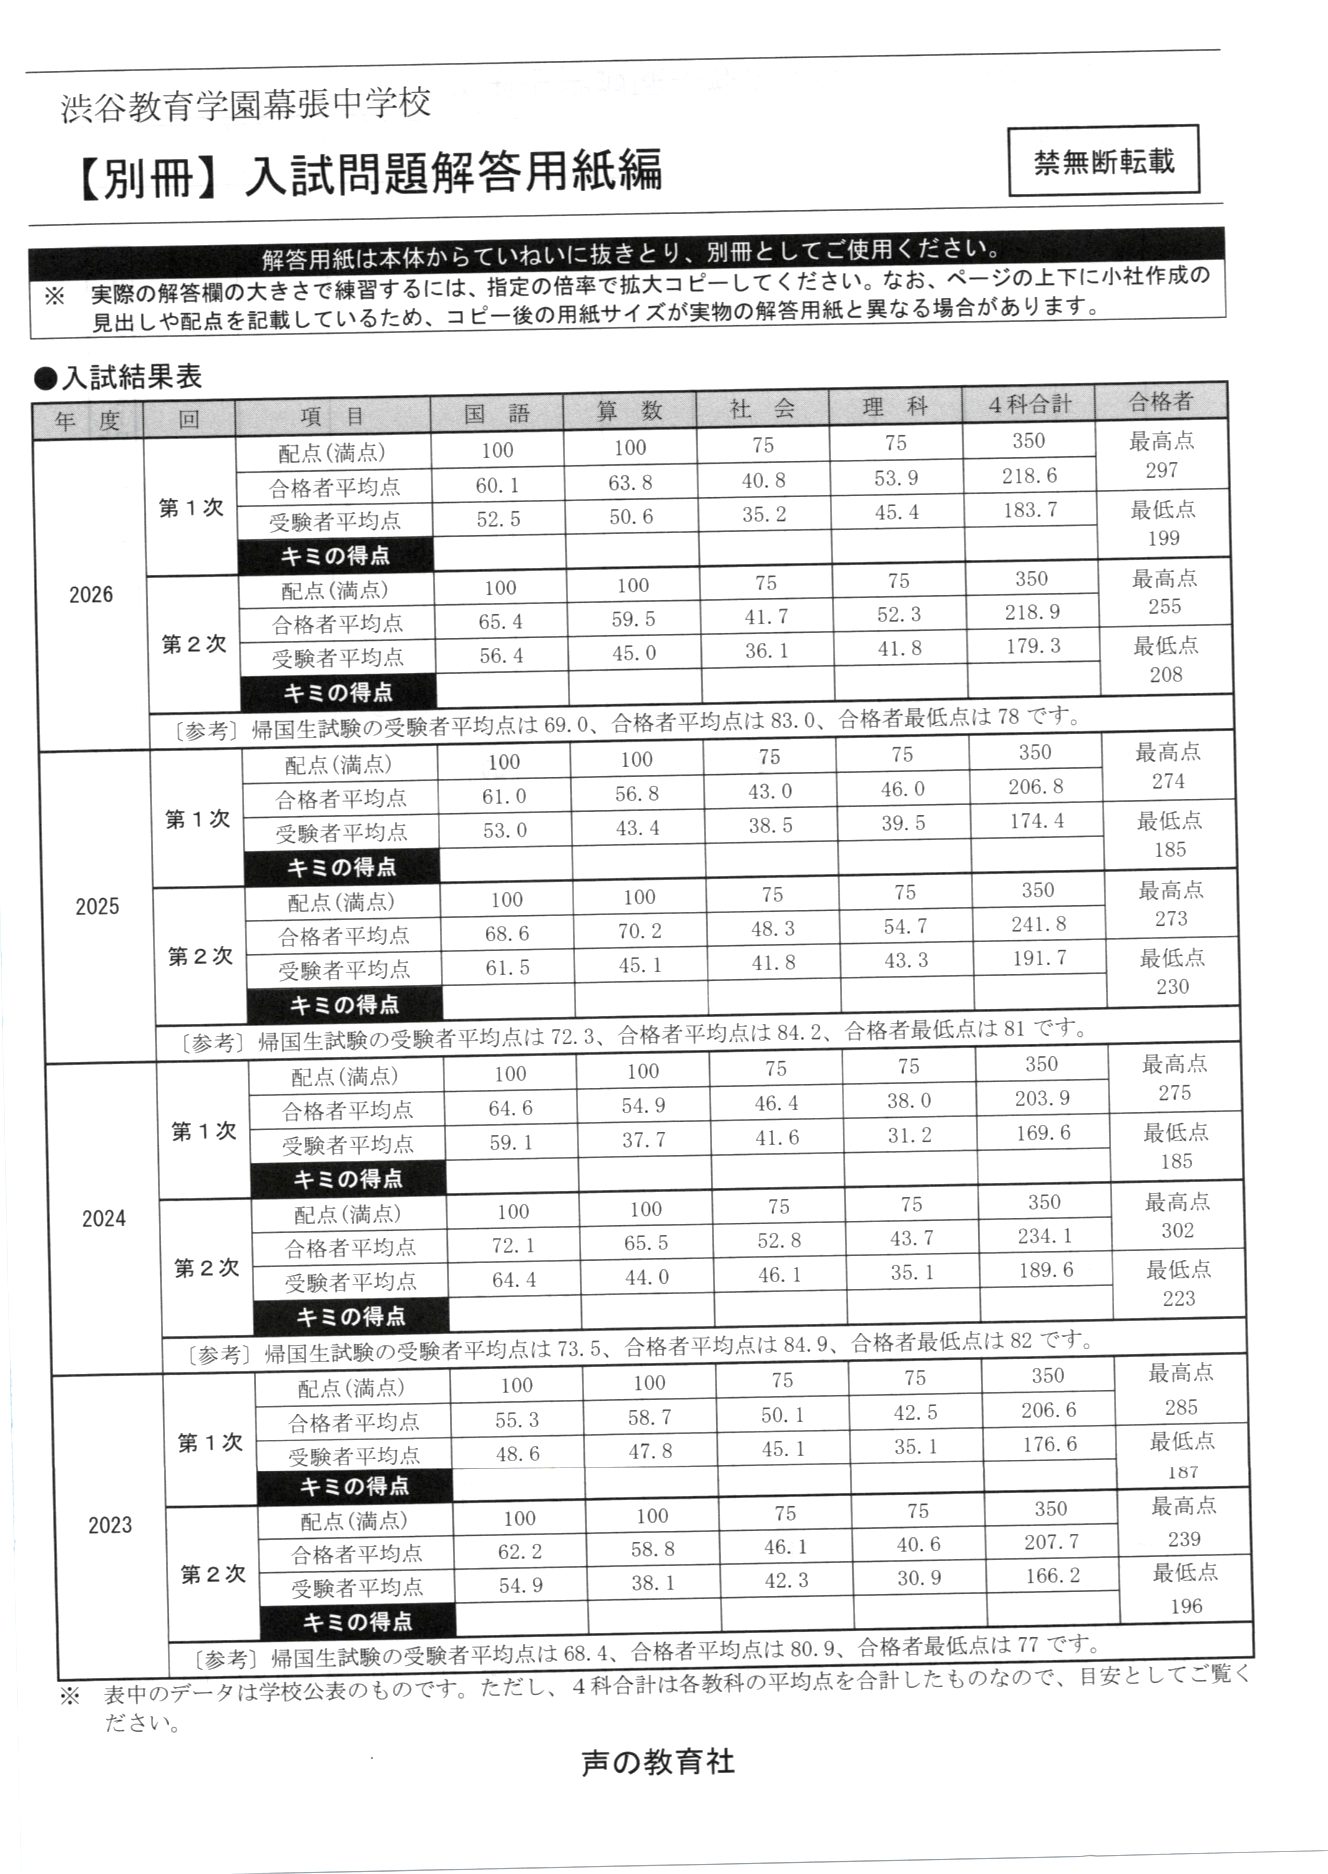 渋谷教育学園幕張中学校
【別冊】入試問題解答用紙編
禁無断転載
解答用紙は本体からていねいに抜きとり、別冊としてご使用ください。
※ 実際の解答欄の大きさで練習するには、指定の倍率で拡大コピーしてください。なお、ページの上下に小社作成の
見出しや配点を記載しているため、コピー後の用紙サイズが実物の解答用紙と異なる場合があります。
●入試結果表
年度 回 項目 国語 算数 社会 理科 4科合計 合格者
2026 第1次 配点(満点) 100 100 75 75 350 最高点
合格者平均点 60.1 63.8 40.8 53.9 218.6 297
受験者平均点 52.5 50.6 35.2 45.4 183.7 最低点
キミの得点 199
第2次 配点(満点) 100 100 75 75 350 最高点
合格者平均点 65.4 59.5 41.7 52.3 218.9 255
受験者平均点 56.4 45.0 36.1 41.8 179.3 最低点
キミの得点 208
〔参考〕帰国生試験の受験者平均点は69.0、合格者平均点は83.0、合格者最低点は78です。
2025 第1次 配点(満点) 100 100 75 75 350 最高点
合格者平均点 61.0 56.8 43.0 46.0 206.8 274
受験者平均点 53.0 43.4 38.5 39.5 174.4 最低点
キミの得点 185
第2次 配点(満点) 100 100 75 75 350 最高点
合格者平均点 68.6 70.2 48.3 54.7 241.8 273
受験者平均点 61.5 45.1 41.8 43.3 191.7 最低点
キミの得点 230
〔参考〕帰国生試験の受験者平均点は72.3、合格者平均点は84.2、合格者最低点は81です。
2024 第1次 配点(満点) 100 100 75 75 350 最高点
合格者平均点 64.6 54.9 46.4 38.0 203.9 275
受験者平均点 59.1 37.7 41.6 31.2 169.6 最低点
キミの得点 185
第2次 配点(満点) 100 100 75 75 350 最高点
合格者平均点 72.1 65.5 52.8 43.7 234.1 302
受験者平均点 64.4 44.0 46.1 35.1 189.6 最低点
キミの得点 223
〔参考〕帰国生試験の受験者平均点は73.5、合格者平均点は84.9、合格者最低点は82です。
2023 第1次 配点(満点) 100 100 75 75 350 最高点
合格者平均点 55.3 58.7 50.1 42.5 206.6 285
受験者平均点 48.6 47.8 45.1 35.1 176.6 最低点
キミの得点 187
第2次 配点(満点) 100 100 75 75 350 最高点
合格者平均点 62.2 58.8 46.1 40.6 207.7 239
受験者平均点 54.9 38.1 42.3 30.9 166.2 最低点
キミの得点 196
〔参考〕帰国生試験の受験者平均点は68.4、合格者平均点は80.9、合格者最低点は77です。
※ 表中のデータは学校公表のものです。ただし、4科合計は各教科の平均点を合計したものなので、目安としてご覧く
ださい。
声の教育社